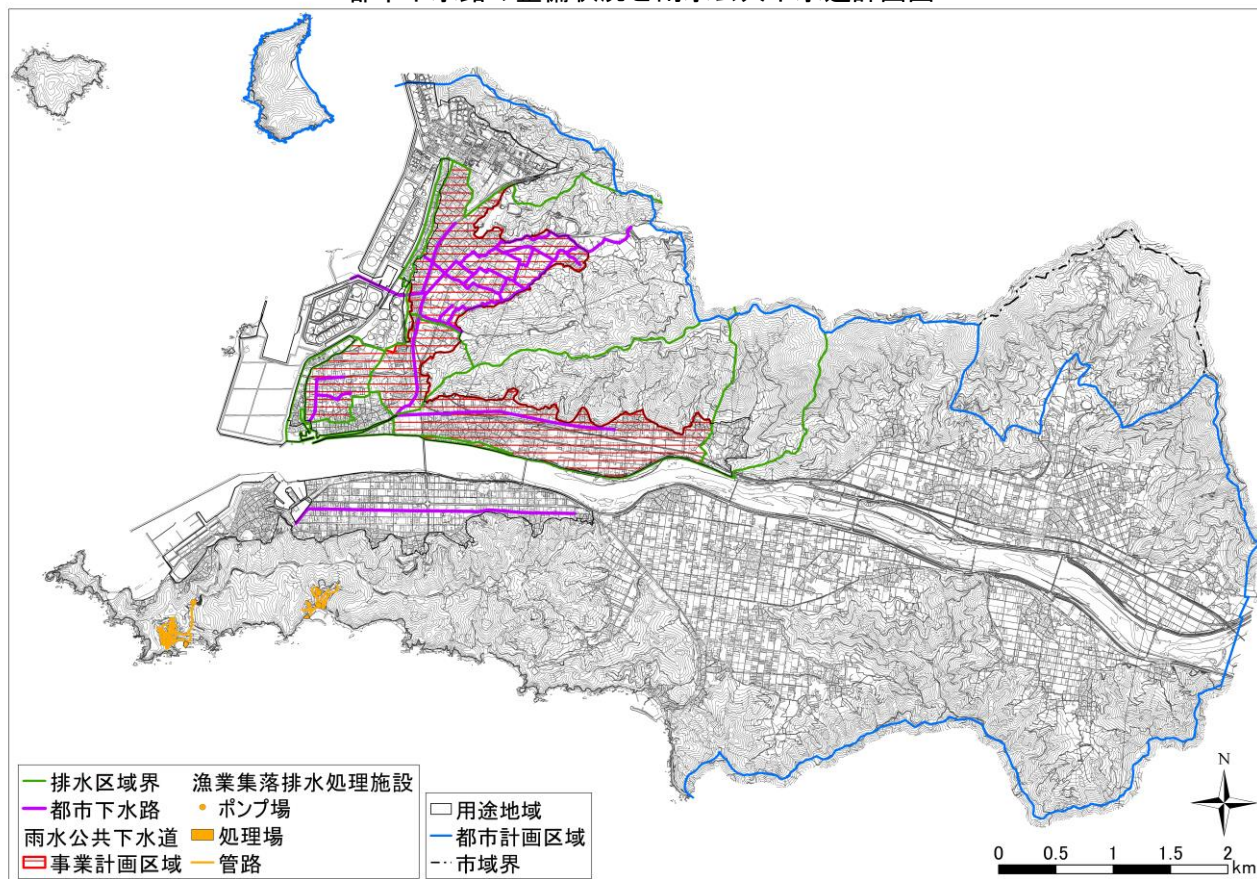 排水区域界
都市下水路
雨水公共下水道
事業計画区域
漁業集落排水処理施設
ポンプ場
処理場
管路
用途地域
都市計画区域
市域界
N
0 0.5 1 1.5 2
km